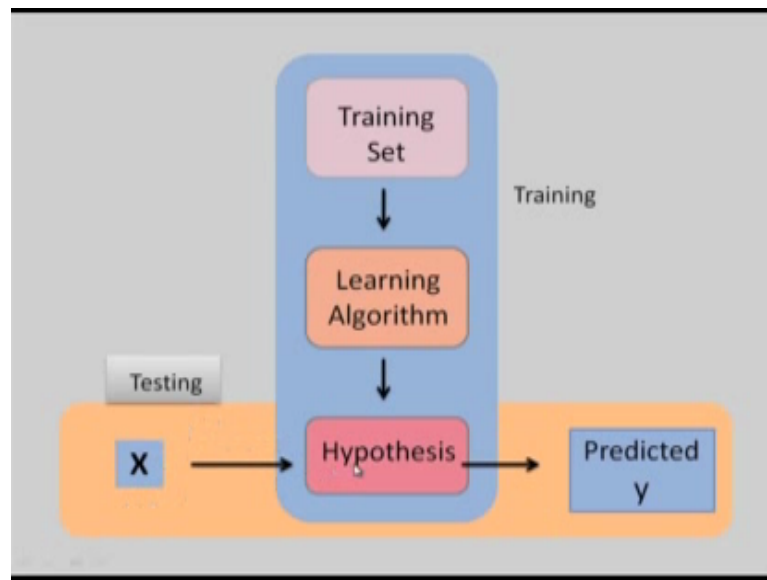 Training
Set
Training
Learning
Algorithm
Testing
X
Hypothesis
Predicted
y